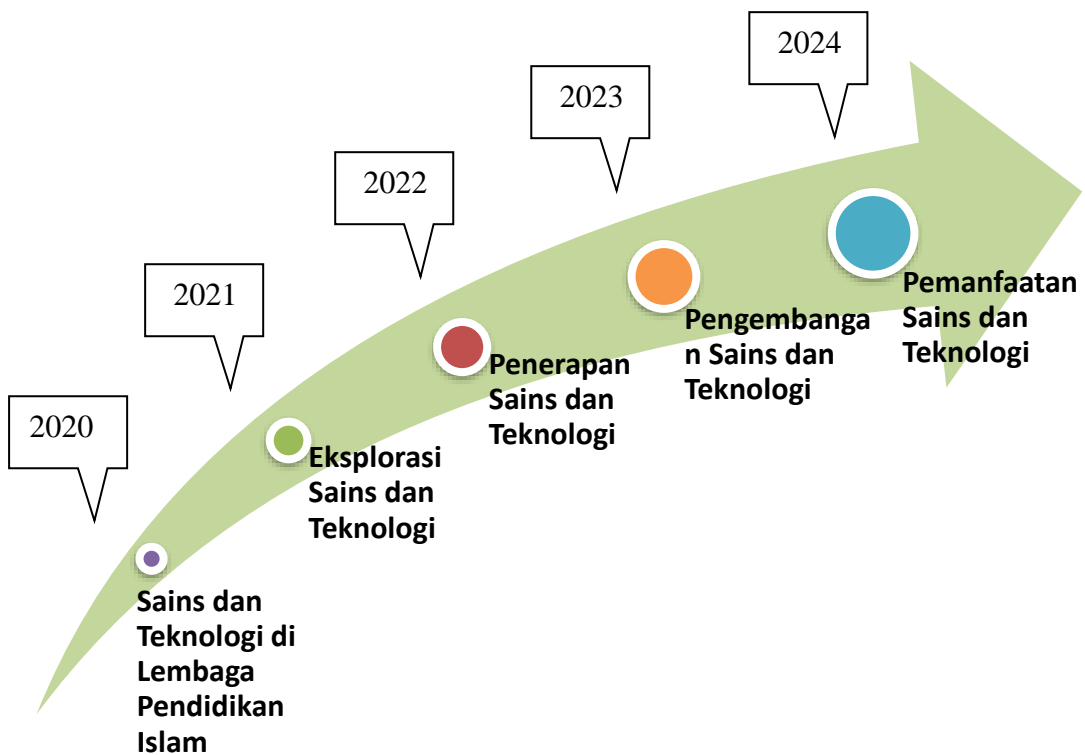 2020
Sains dan
Teknologi di
Lembaga
Pendidikan
Islam
2021
Eksplorasi
Sains dan
Teknologi
2022
Penerapan
Sains dan
Teknologi
2023
Pengembanga
n Sains dan
Teknologi
2024
Pemanfaatan
Sains dan
Teknologi